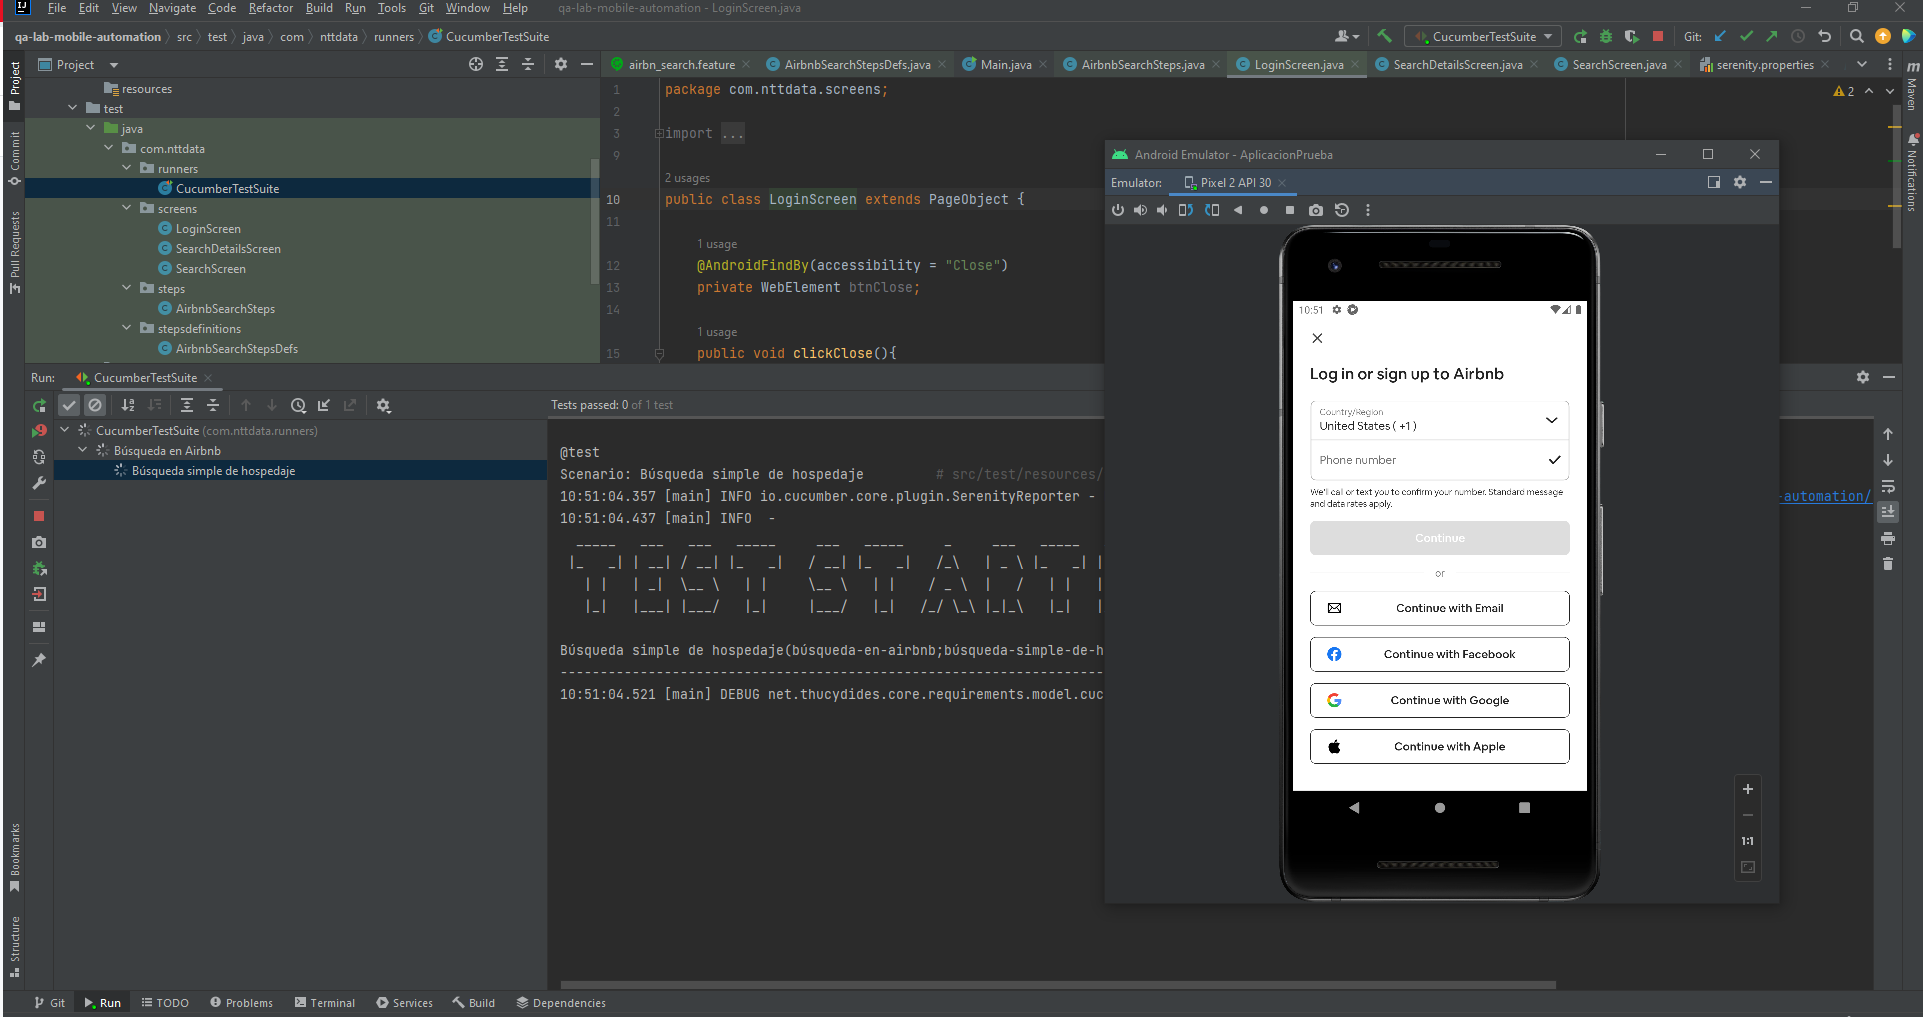 File Edit View Navigate Code Refactor Build Run Tools Git Window Help qa-lab-mobile-automation - LoginScreen.java
qa-lab-mobile-automation src test java com nttdata runners CucumberTestSuite
CucumberTestSuite Git:
Project
airbn_search.feature AirbnbSearchStepsDefs.java Main.java AirbnbSearchSteps.java LoginScreen.java SearchDetailsScreen.java SearchScreen.java serenity.properties
Project
Commit
Pull Requests
Bookmarks
Structure
Maven
Notifications
resources
test
java
com.nttdata
runners
CucumberTestSuite
screens
LoginScreen
SearchDetailsScreen
SearchScreen
steps
AirbnbSearchSteps
stepsdefinitions
AirbnbSearchStepsDefs
2
1 package com.nttdata.screens;
2
3 import ...
9
2 usages
10 public class LoginScreen extends PageObject {
11
1 usage
12 @AndroidFindBy(accessibility = "Close")
13 private WebElement btnClose;
14
1 usage
15 public void clickClose(){
Android Emulator - AplicacionPrueba
Emulator: Pixel 2 API 30
10:51
Log in or sign up to Airbnb
Country/Region
United States ( +1 )
Phone number
We'll call or text you to confirm your number. Standard message
and data rates apply.
Continue
or
Continue with Email
Continue with Facebook
Continue with Google
Continue with Apple
1:1
Run: CucumberTestSuite
Tests passed: 0 of 1 test
CucumberTestSuite (com.nttdata.runners)
Búsqueda en Airbnb
Búsqueda simple de hospedaje
@test
Scenario: Búsqueda simple de hospedaje # src/test/resources/
10:51:04.357 [main] INFO io.cucumber.core.plugin.SerenityReporter - -automation/
10:51:04.437 [main] INFO -
TEST START
Búsqueda simple de hospedaje(búsqueda-en-airbnb;búsqueda-simple-de-h
10:51:04.521 [main] DEBUG net.thucydides.core.requirements.model.cuc
Git Run TODO Problems Terminal Services Build Dependencies